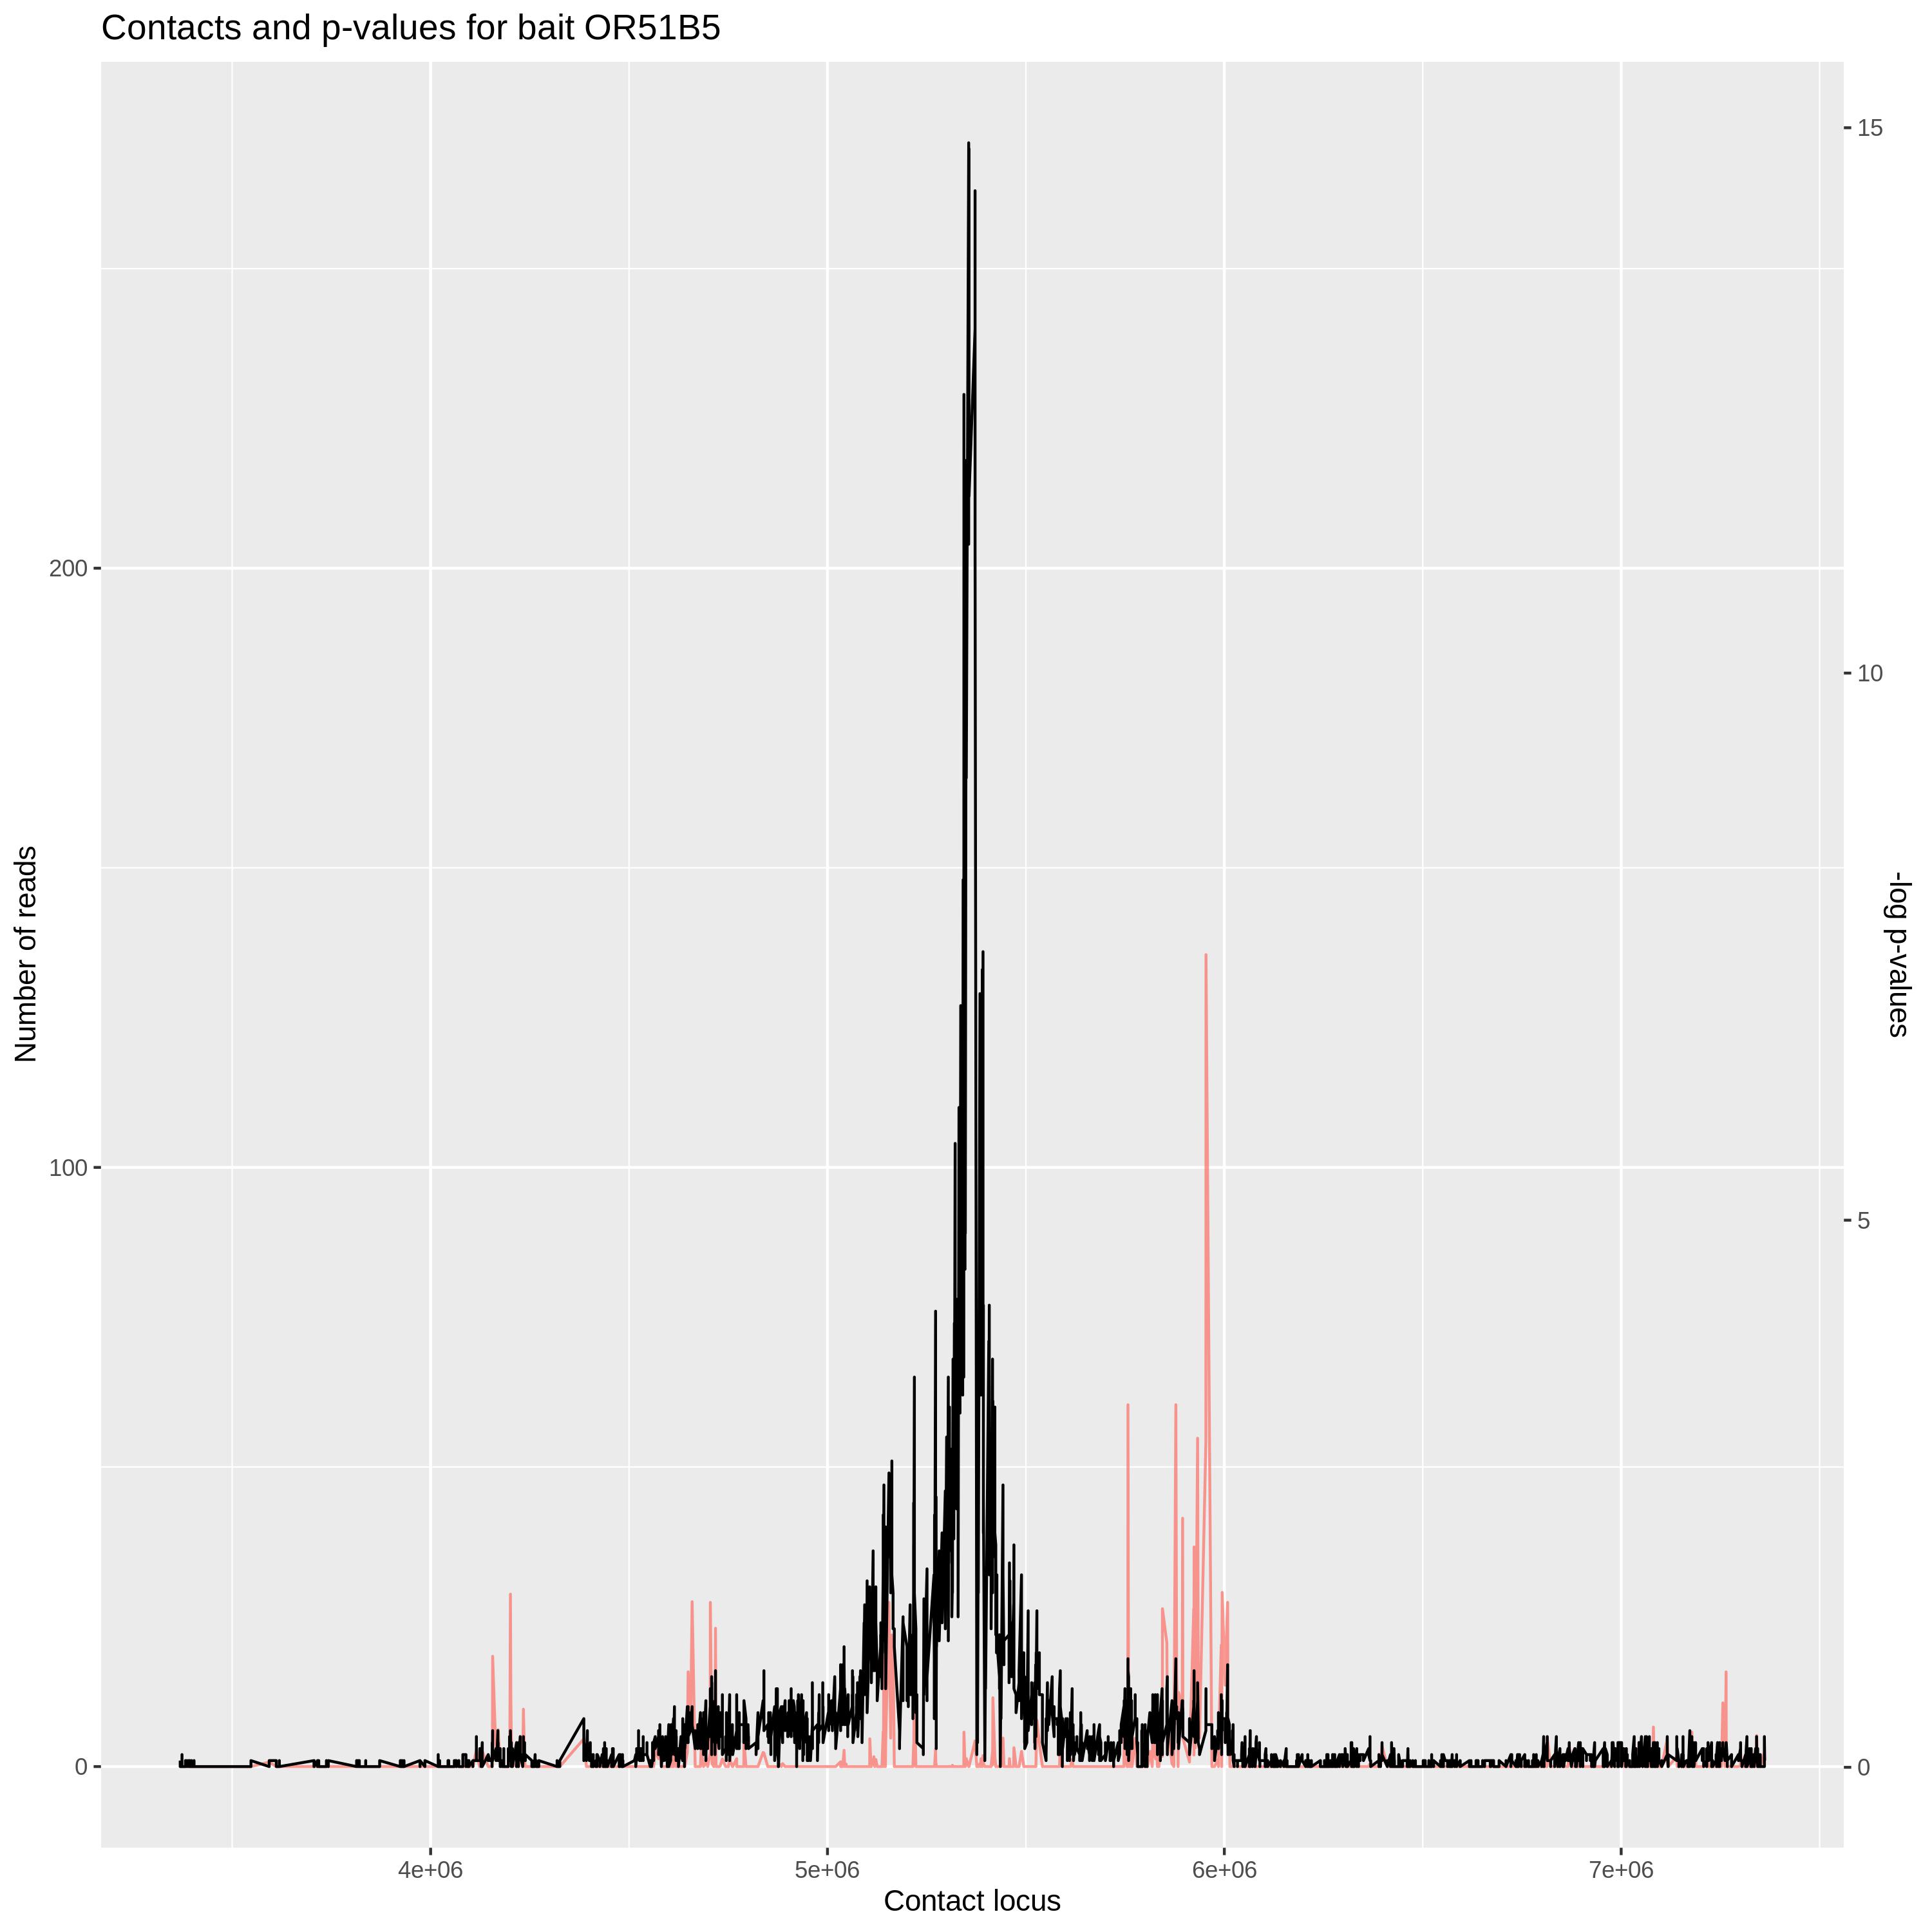 Contacts and p-values for bait OR51B5
Number of reads
200
100
0
15
10
5
0
-log p-values
4e+06
5e+06
6e+06
7e+06
Contact locus